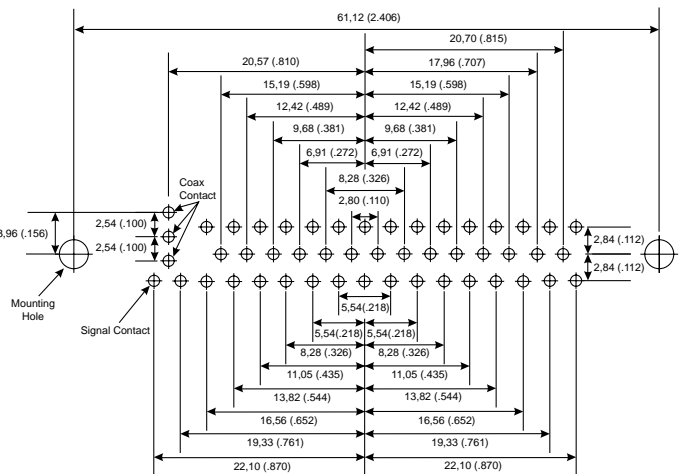 61,12 (2.406)
20,70 (.815)
20,57 (.810) 17,96 (.707)
15,19 (.598) 15,19 (.598)
12,42 (.489) 12,42 (.489)
9,68 (.381) 9,68 (.381)
6,91 (.272) 6,91 (.272)
Coax
Contact
8,28 (.326)
2,80 (.110)
2,54 (.100)
3,96 (.156)
2,54 (.100)
2,84 (.112)
2,84 (.112)
Mounting
Hole
Signal Contact
5,54(.218)
5,54(.218) 5,54(.218)
8,28 (.326) 8,28 (.326)
11,05 (.435) 11,05 (.435)
13,82 (.544) 13,82 (.544)
16,56 (.652) 16,56 (.652)
19,33 (.761) 19,33 (.761)
22,10 (.870) 22,10 (.870)